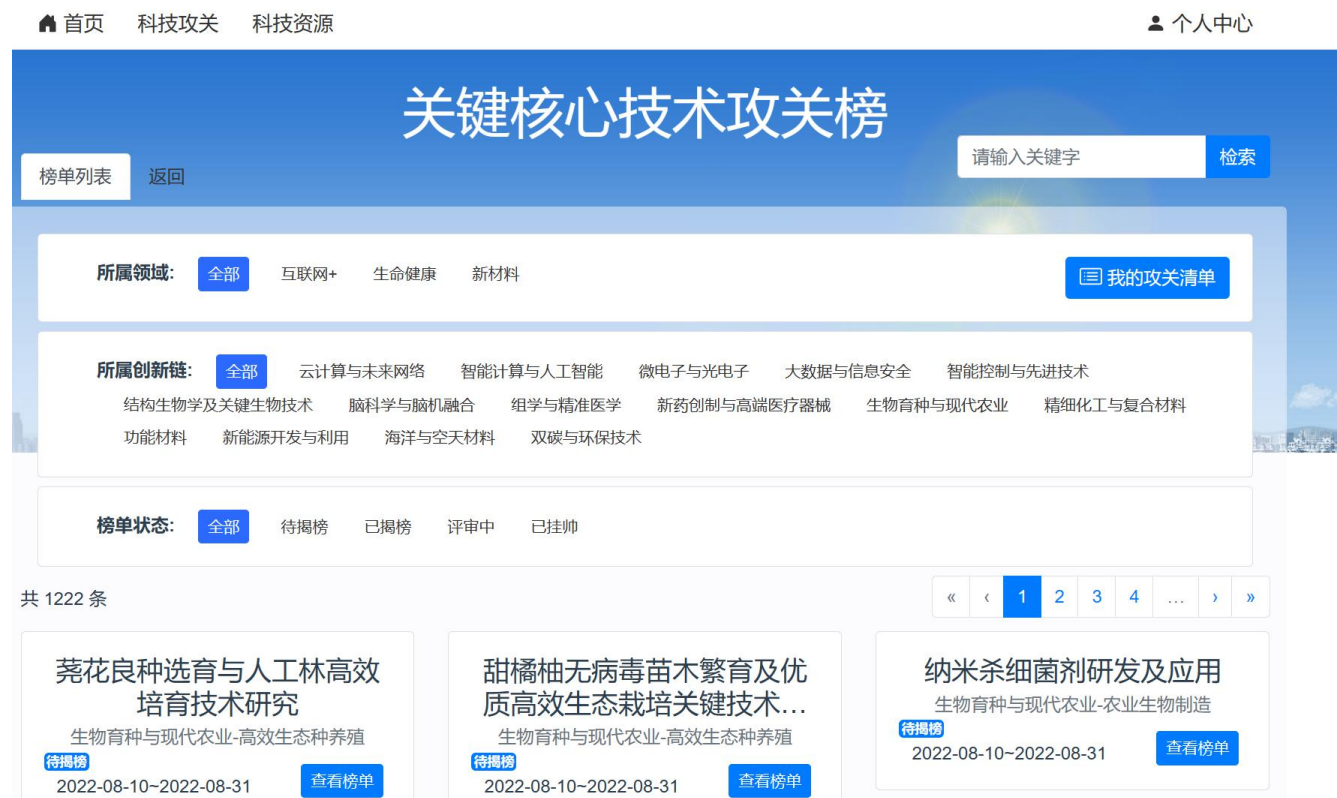 首页 科技攻关 科技资源 个人中心
关键核心技术攻关榜
请输入关键字 检索
榜单列表 返回
所属领域: 全部 互联网+ 生命健康 新材料 我的攻关清单
所属创新链: 全部 云计算与未来网络 智能计算与人工智能 微电子与光电子 大数据与信息安全 智能控制与先进技术
结构生物学及关键生物技术 脑科学与脑机融合 组学与精准医学 新药创制与高端医疗器械 生物育种与现代农业 精细化工与复合材料
功能材料 新能源开发与利用 海洋与空天材料 双碳与环保技术
榜单状态: 全部 待揭榜 已揭榜 评审中 已挂帅
共 1222 条 « ‹ 1 2 3 4 … › »
荛花良种选育与人工林高效
培育技术研究
生物育种与现代农业-高效生态种养殖
待揭榜
2022-08-10~2022-08-31 查看榜单
甜橘柚无病毒苗木繁育及优
质高效生态栽培关键技术…
生物育种与现代农业-高效生态种养殖
待揭榜
2022-08-10~2022-08-31 查看榜单
纳米杀细菌剂研发及应用
生物育种与现代农业-农业生物制造
待揭榜
2022-08-10~2022-08-31 查看榜单